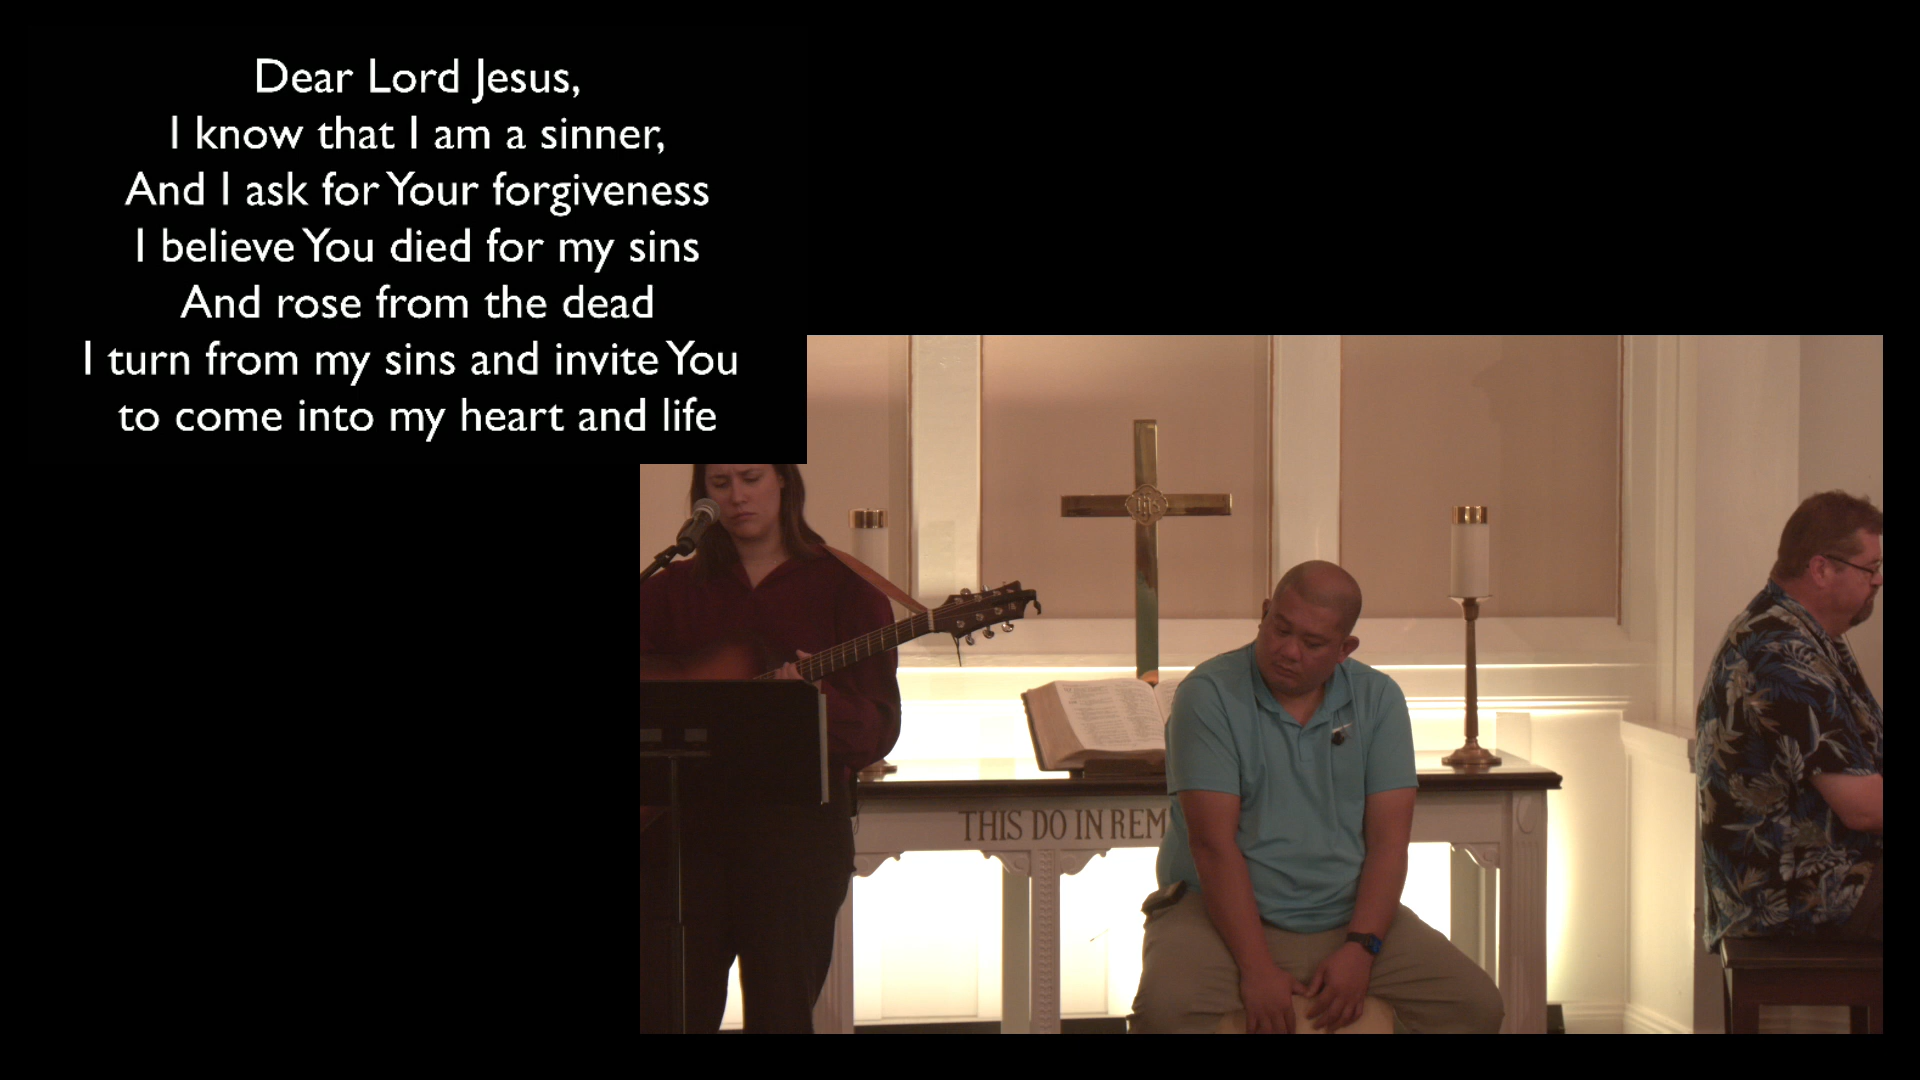 Dear Lord Jesus,
I know that I am a sinner,
And I ask for Your forgiveness
I believe You died for my sins
And rose from the dead
I turn from my sins and invite You
to come into my heart and life
IHS
THIS DO IN REM